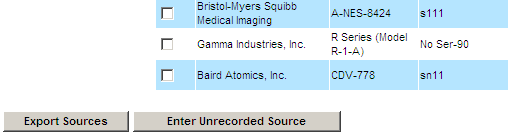 Bristol-Myers Squibb
Medical Imaging
A-NES-8424
s111
Gamma Industries, Inc.
R Series (Model
R-1-A)
No Ser-90
Baird Atomics, Inc.
CDV-778
sn11
Export Sources
Enter Unrecorded Source